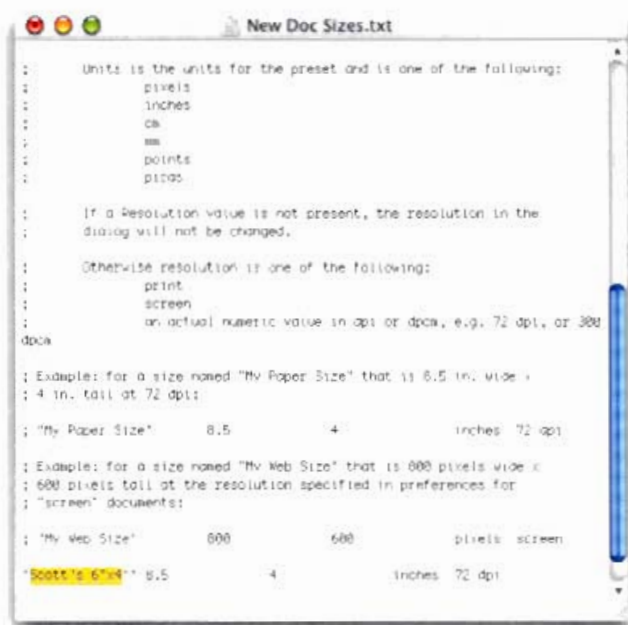 New Doc Sizes.txt
; Units is the units for the preset and is one of the following:
; pixels
; inches
; cm
; mm
; points
; picas
; If a Resolution value is not present, the resolution in the
; dialog will not be changed.
; Otherwise resolution is one of the following:
; print
; screen
; an actual numeric value in dpi or dpcm, e.g. 72 dpi, or 300
dpcm
; Example: for a size named "My Paper Size" that is 8.5 in. wide x
; 4 in. tall at 72 dpi:
; "My Paper Size" 8.5 4 inches 72 dpi
; Example: for a size named "My Web Size" that is 800 pixels wide x
; 600 pixels tall at the resolution specified in preferences for
; "screen" documents:
; "My Web Size" 800 600 pixels screen
"Scott's 6"x4"" 8.5 4 inches 72 dpi